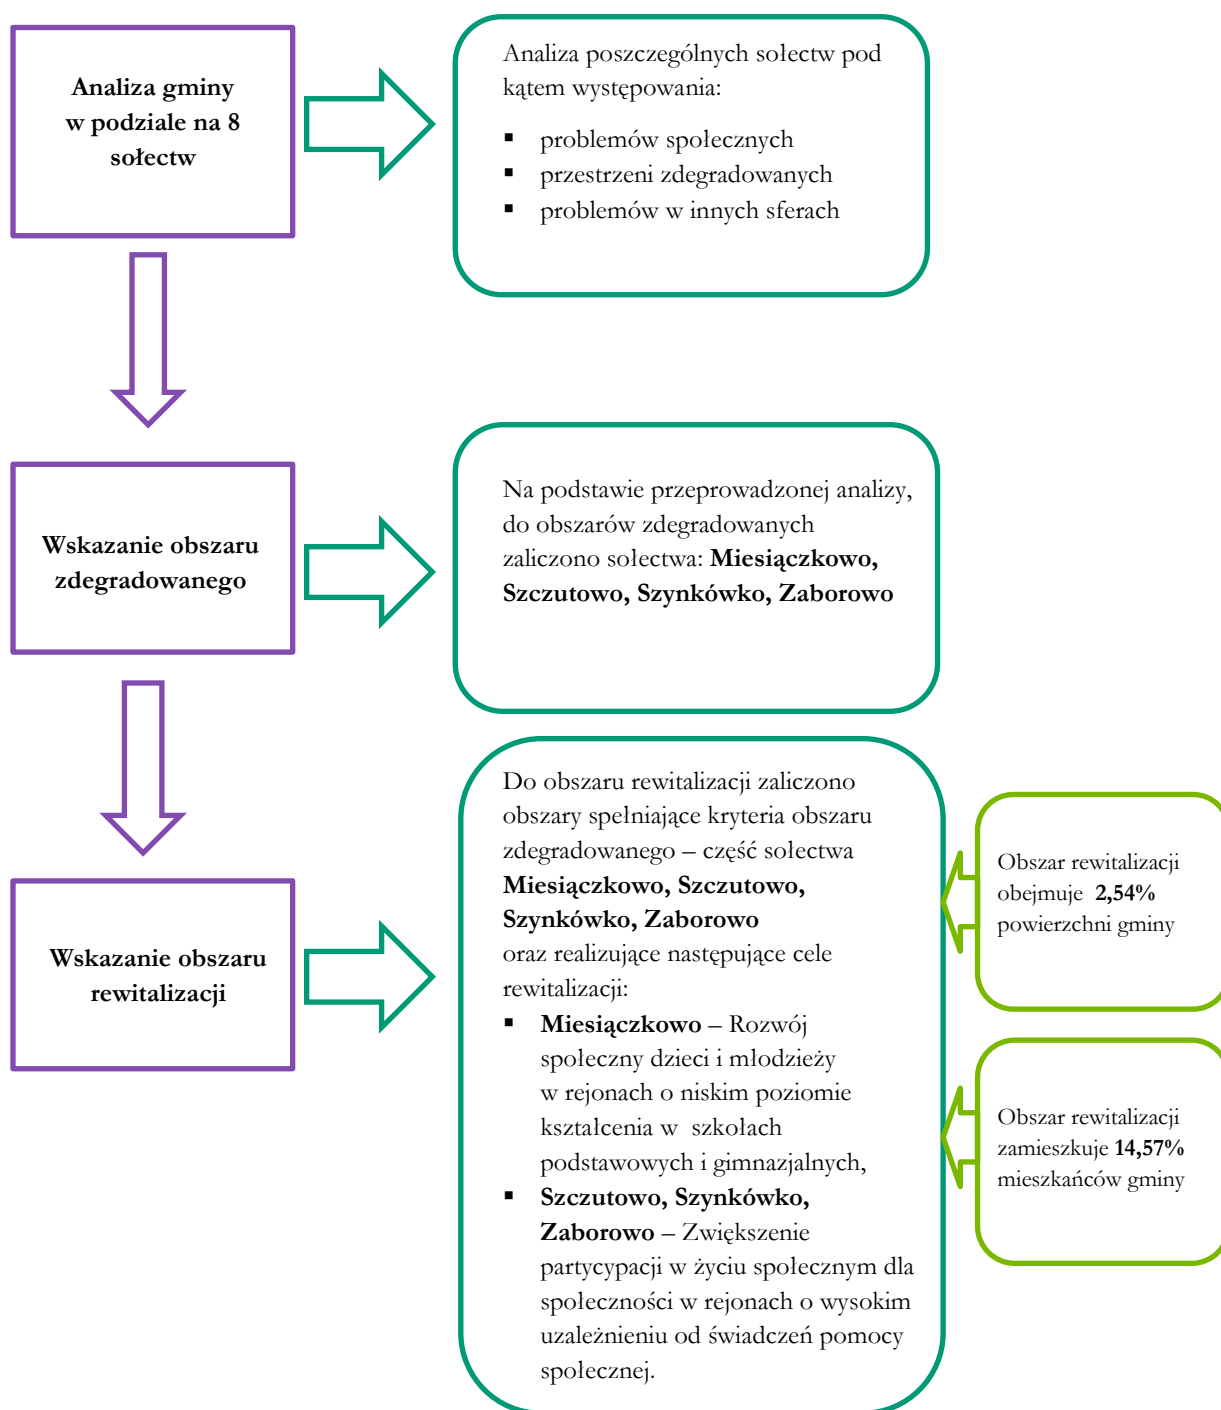 Analiza gminy
w podziale na 8
sołectw
Analiza poszczególnych sołectw pod
kątem występowania:
▪ problemów społecznych
▪ przestrzeni zdegradowanych
▪ problemów w innych sferach
Wskazanie obszaru
zdegradowanego
Na podstawie przeprowadzonej analizy,
do obszarów zdegradowanych
zaliczono sołectwa: Miesiączkowo,
Szczutowo, Szynkówko, Zaborowo
Wskazanie obszaru
rewitalizacji
Do obszaru rewitalizacji zaliczono
obszary spełniające kryteria obszaru
zdegradowanego – część sołectwa
Miesiączkowo, Szczutowo,
Szynkówko, Zaborowo
oraz realizujące następujące cele
rewitalizacji:
▪ Miesiączkowo – Rozwój
społeczny dzieci i młodzieży
w rejonach o niskim poziomie
kształcenia w szkołach
podstawowych i gimnazjalnych,
▪ Szczutowo, Szynkówko,
Zaborowo – Zwiększenie
partycypacji w życiu społecznym dla
społeczności w rejonach o wysokim
uzależnieniu od świadczeń pomocy
społecznej.
Obszar rewitalizacji
obejmuje 2,54%
powierzchni gminy
Obszar rewitalizacji
zamieszkuje 14,57%
mieszkańców gminy